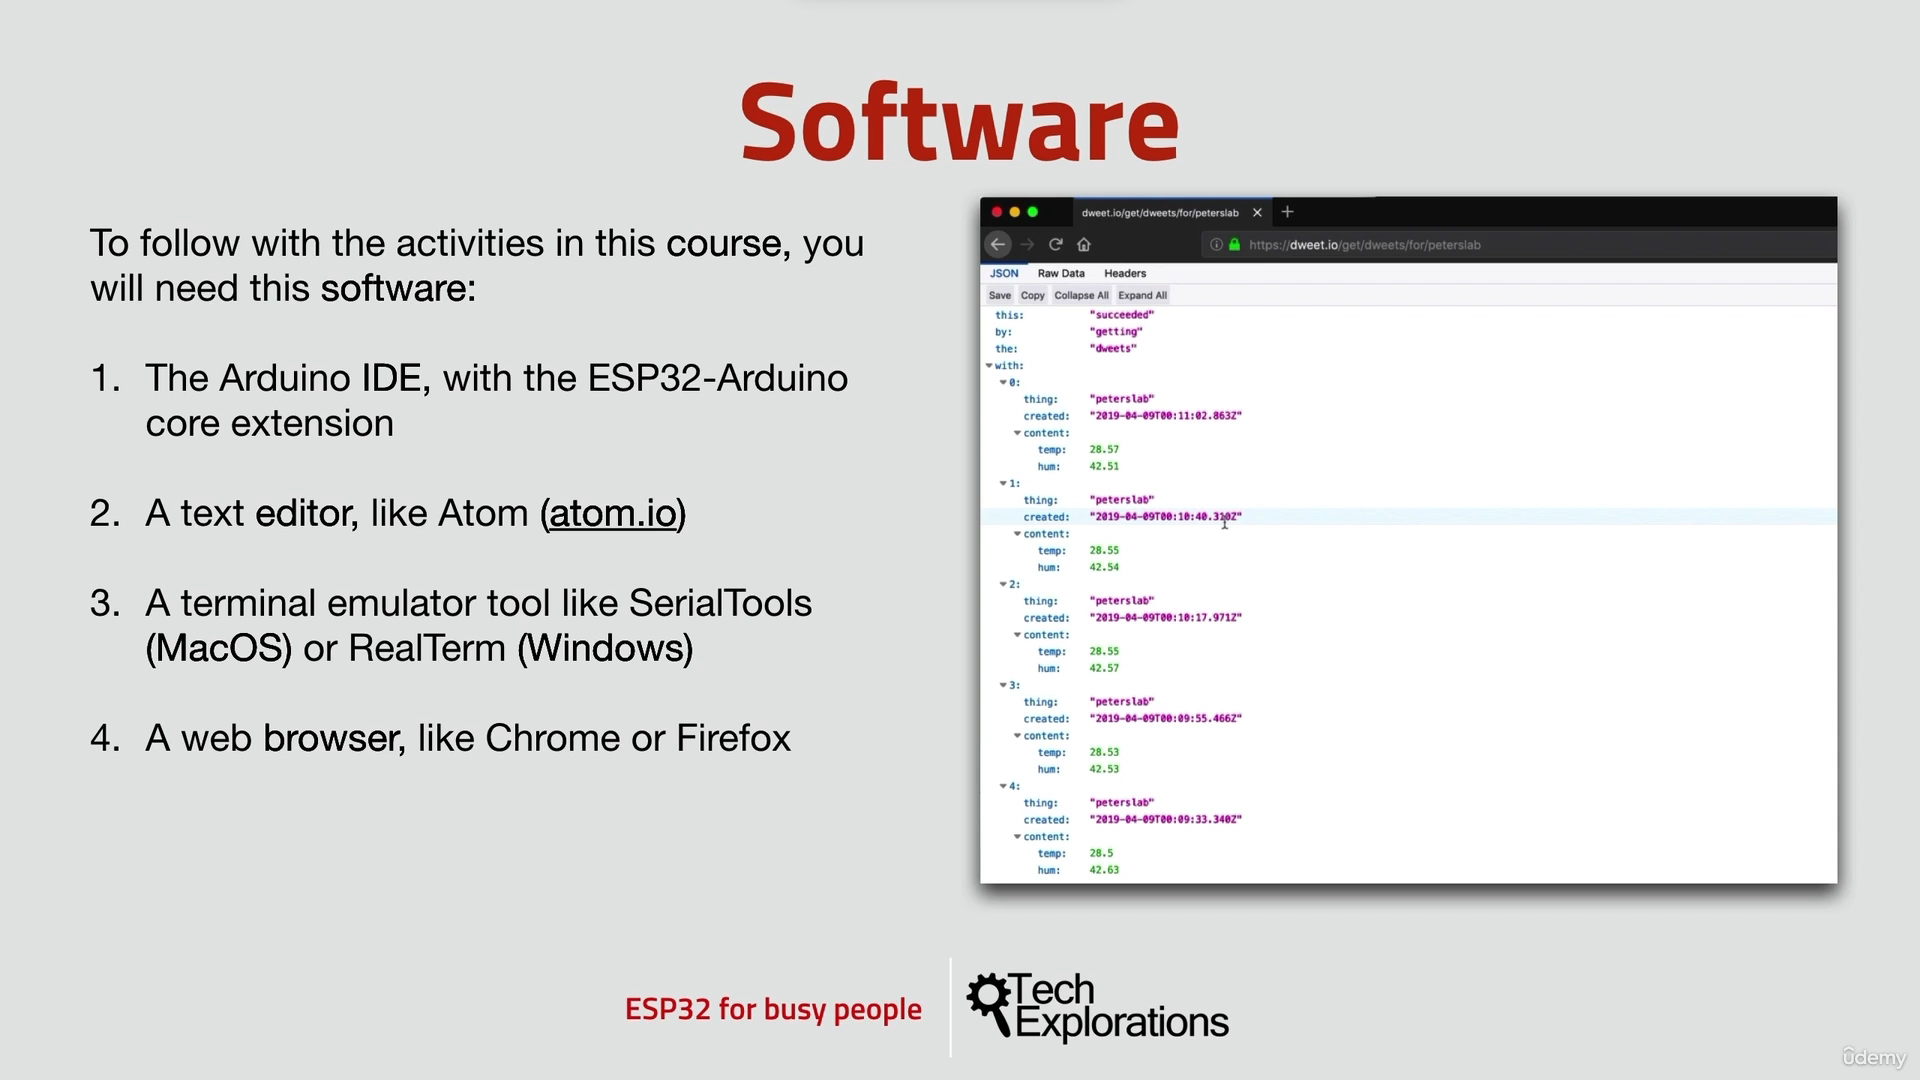 Software
To follow with the activities in this course, you
will need this software:
1. The Arduino IDE, with the ESP32-Arduino
core extension
2. A text editor, like Atom (atom.io)
3. A terminal emulator tool like SerialTools
(MacOS) or RealTerm (Windows)
4. A web browser, like Chrome or Firefox
dweet.io/get/dweets/for/peterslab
https://dweet.io/get/dweets/for/peterslab
JSON Raw Data Headers
Save Copy Collapse All Expand All
this: "succeeded"
by: "getting"
the: "dweets"
with:
0:
thing: "peterslab"
created: "2019-04-09T00:11:02.863Z"
content:
temp: 28.57
hum: 42.51
1:
thing: "peterslab"
created:
content:
temp: 28.55
hum: 42.54
2:
thing: "peterslab"
created: "2019-04-09T00:10:17.971Z"
content:
temp: 28.55
hum: 42.57
3:
thing: "peterslab"
created: "2019-04-09T00:09:55.466Z"
content:
temp: 28.53
hum: 42.53
4:
thing: "peterslab"
created: "2019-04-09T00:09:33.340Z"
content:
temp: 28.5
hum: 42.63
ESP32 for busy people
Tech
Explorations
ûdemy